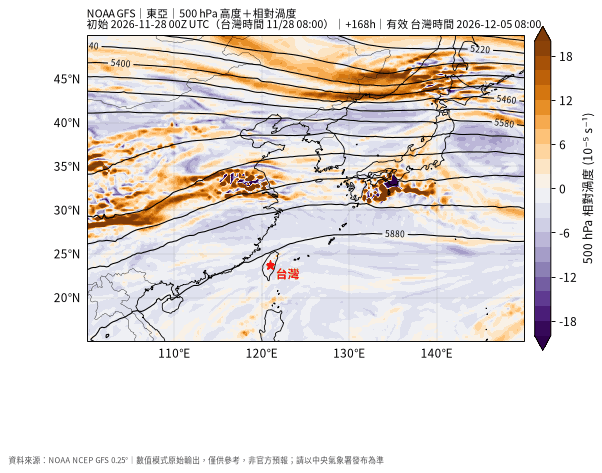 NOAA GFS｜東亞｜500 hPa 高度＋相對渦度
初始 2026-11-28 00Z UTC（台灣時間 11/28 08:00）｜+168h｜有效 台灣時間 2026-12-05 08:00
40
5220
5400
5460
5580
5880
台灣
45°N
40°N
35°N
30°N
25°N
20°N
110°E
120°E
130°E
140°E
18
12
6
0
-6
-12
-18
500 hPa 相對渦度 (10⁻⁵ s⁻¹)
資料來源：NOAA NCEP GFS 0.25°｜數值模式原始輸出，僅供參考，非官方預報；請以中央氣象署發布為準